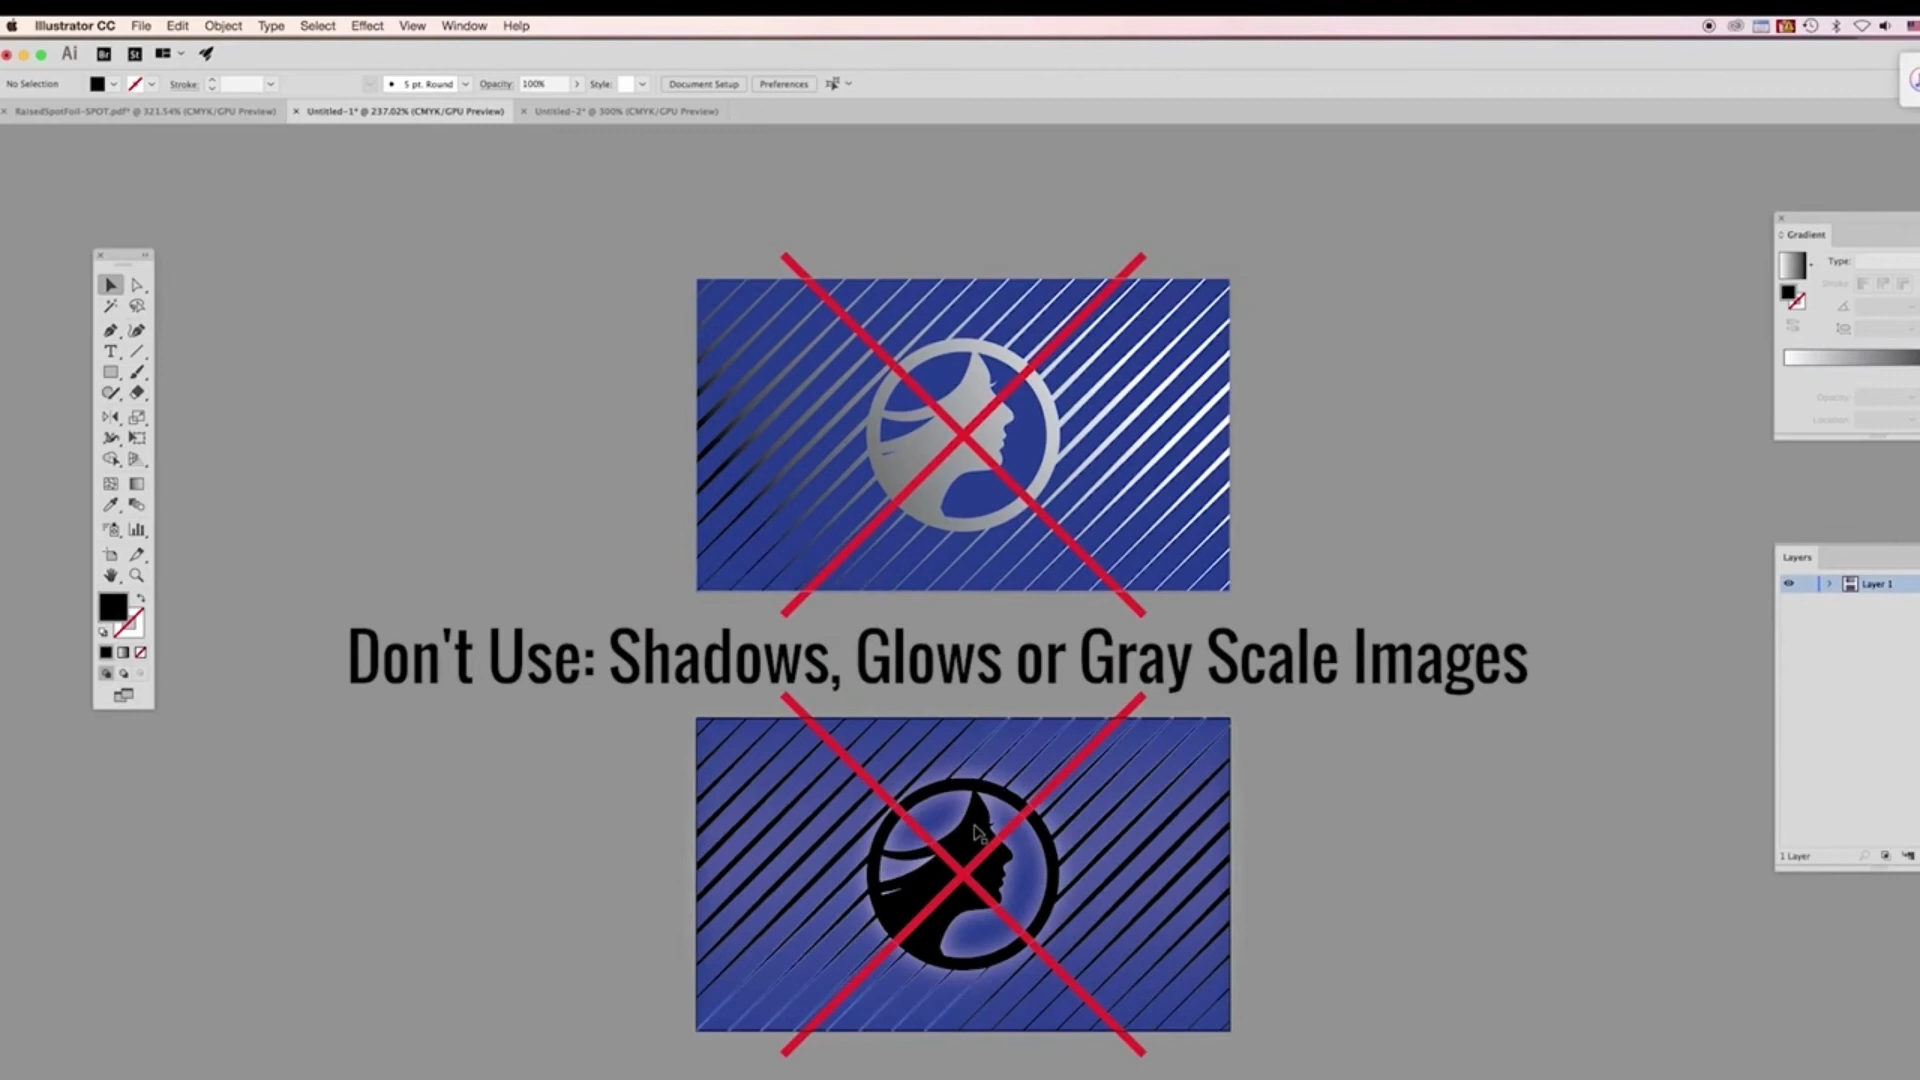 Illustrator CC File Edit Object Type Select Effect View Window Help
Ai Br St
No Selection Stroke: 5 pt. Round Opacity: 100% Style: Document Setup Preferences
RaisedSpotFoil-SPOT.pdf* @ 321.54% (CMYK/GPU Preview) Untitled-1* @ 237.02% (CMYK/GPU Preview) Untitled-2* @ 300% (CMYK/GPU Preview)
Gradient
Type:
Stroke:
Opacity:
Location:
Layers
Layer 1
Don't Use: Shadows, Glows or Gray Scale Images
1 Layer